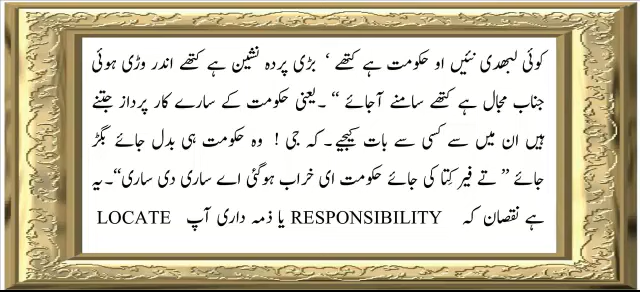 کوئی لبھدی نئیں او حکومت ہے کتھے ‘ بڑی پردہ نشین ہے کتھے اندر وڑی ہوئی
جناب مجال ہے کتھے سامنے آجائے “ ۔یعنی حکومت کے سارے کار پرداز جتنے
ہیں ان میں سے کسی سے بات کیجیے۔ کہ جی ! وہ حکومت ہی بدل جائے بگڑ
جائے ” تے فیر کِتا کی جائے حکومت ای خراب ہوگئی اے ساری دی ساری“۔یہ
ہے نقصان کہ RESPONSIBILITY یا ذمہ داری آپ LOCATE